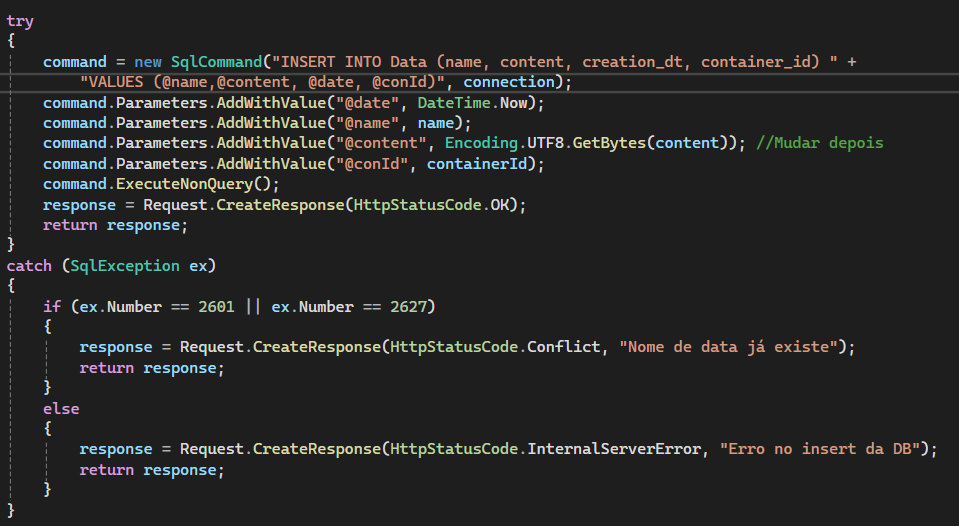 try
{
command = new SqlCommand("INSERT INTO Data (name, content, creation_dt, container_id) " +
"VALUES (@name,@content, @date, @conId)", connection);
command.Parameters.AddWithValue("@date", DateTime.Now);
command.Parameters.AddWithValue("@name", name);
command.Parameters.AddWithValue("@content", Encoding.UTF8.GetBytes(content)); //Mudar depois
command.Parameters.AddWithValue("@conId", containerId);
command.ExecuteNonQuery();
response = Request.CreateResponse(HttpStatusCode.OK);
return response;
}
catch (SqlException ex)
{
if (ex.Number == 2601 || ex.Number == 2627)
{
response = Request.CreateResponse(HttpStatusCode.Conflict, "Nome de data já existe");
return response;
}
else
{
response = Request.CreateResponse(HttpStatusCode.InternalServerError, "Erro no insert da DB");
return response;
}
}